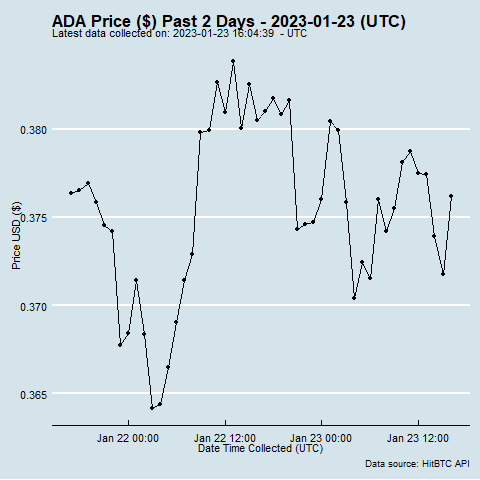 ADA Price ($) Past 2 Days - 2023-01-23 (UTC)
Latest data collected on: 2023-01-23 16:04:39 - UTC
0.380
0.375
0.370
0.365
Price USD ($)
Jan 22 00:00 Jan 22 12:00 Jan 23 00:00 Jan 23 12:00
Date Time Collected (UTC)
Data source: HitBTC API